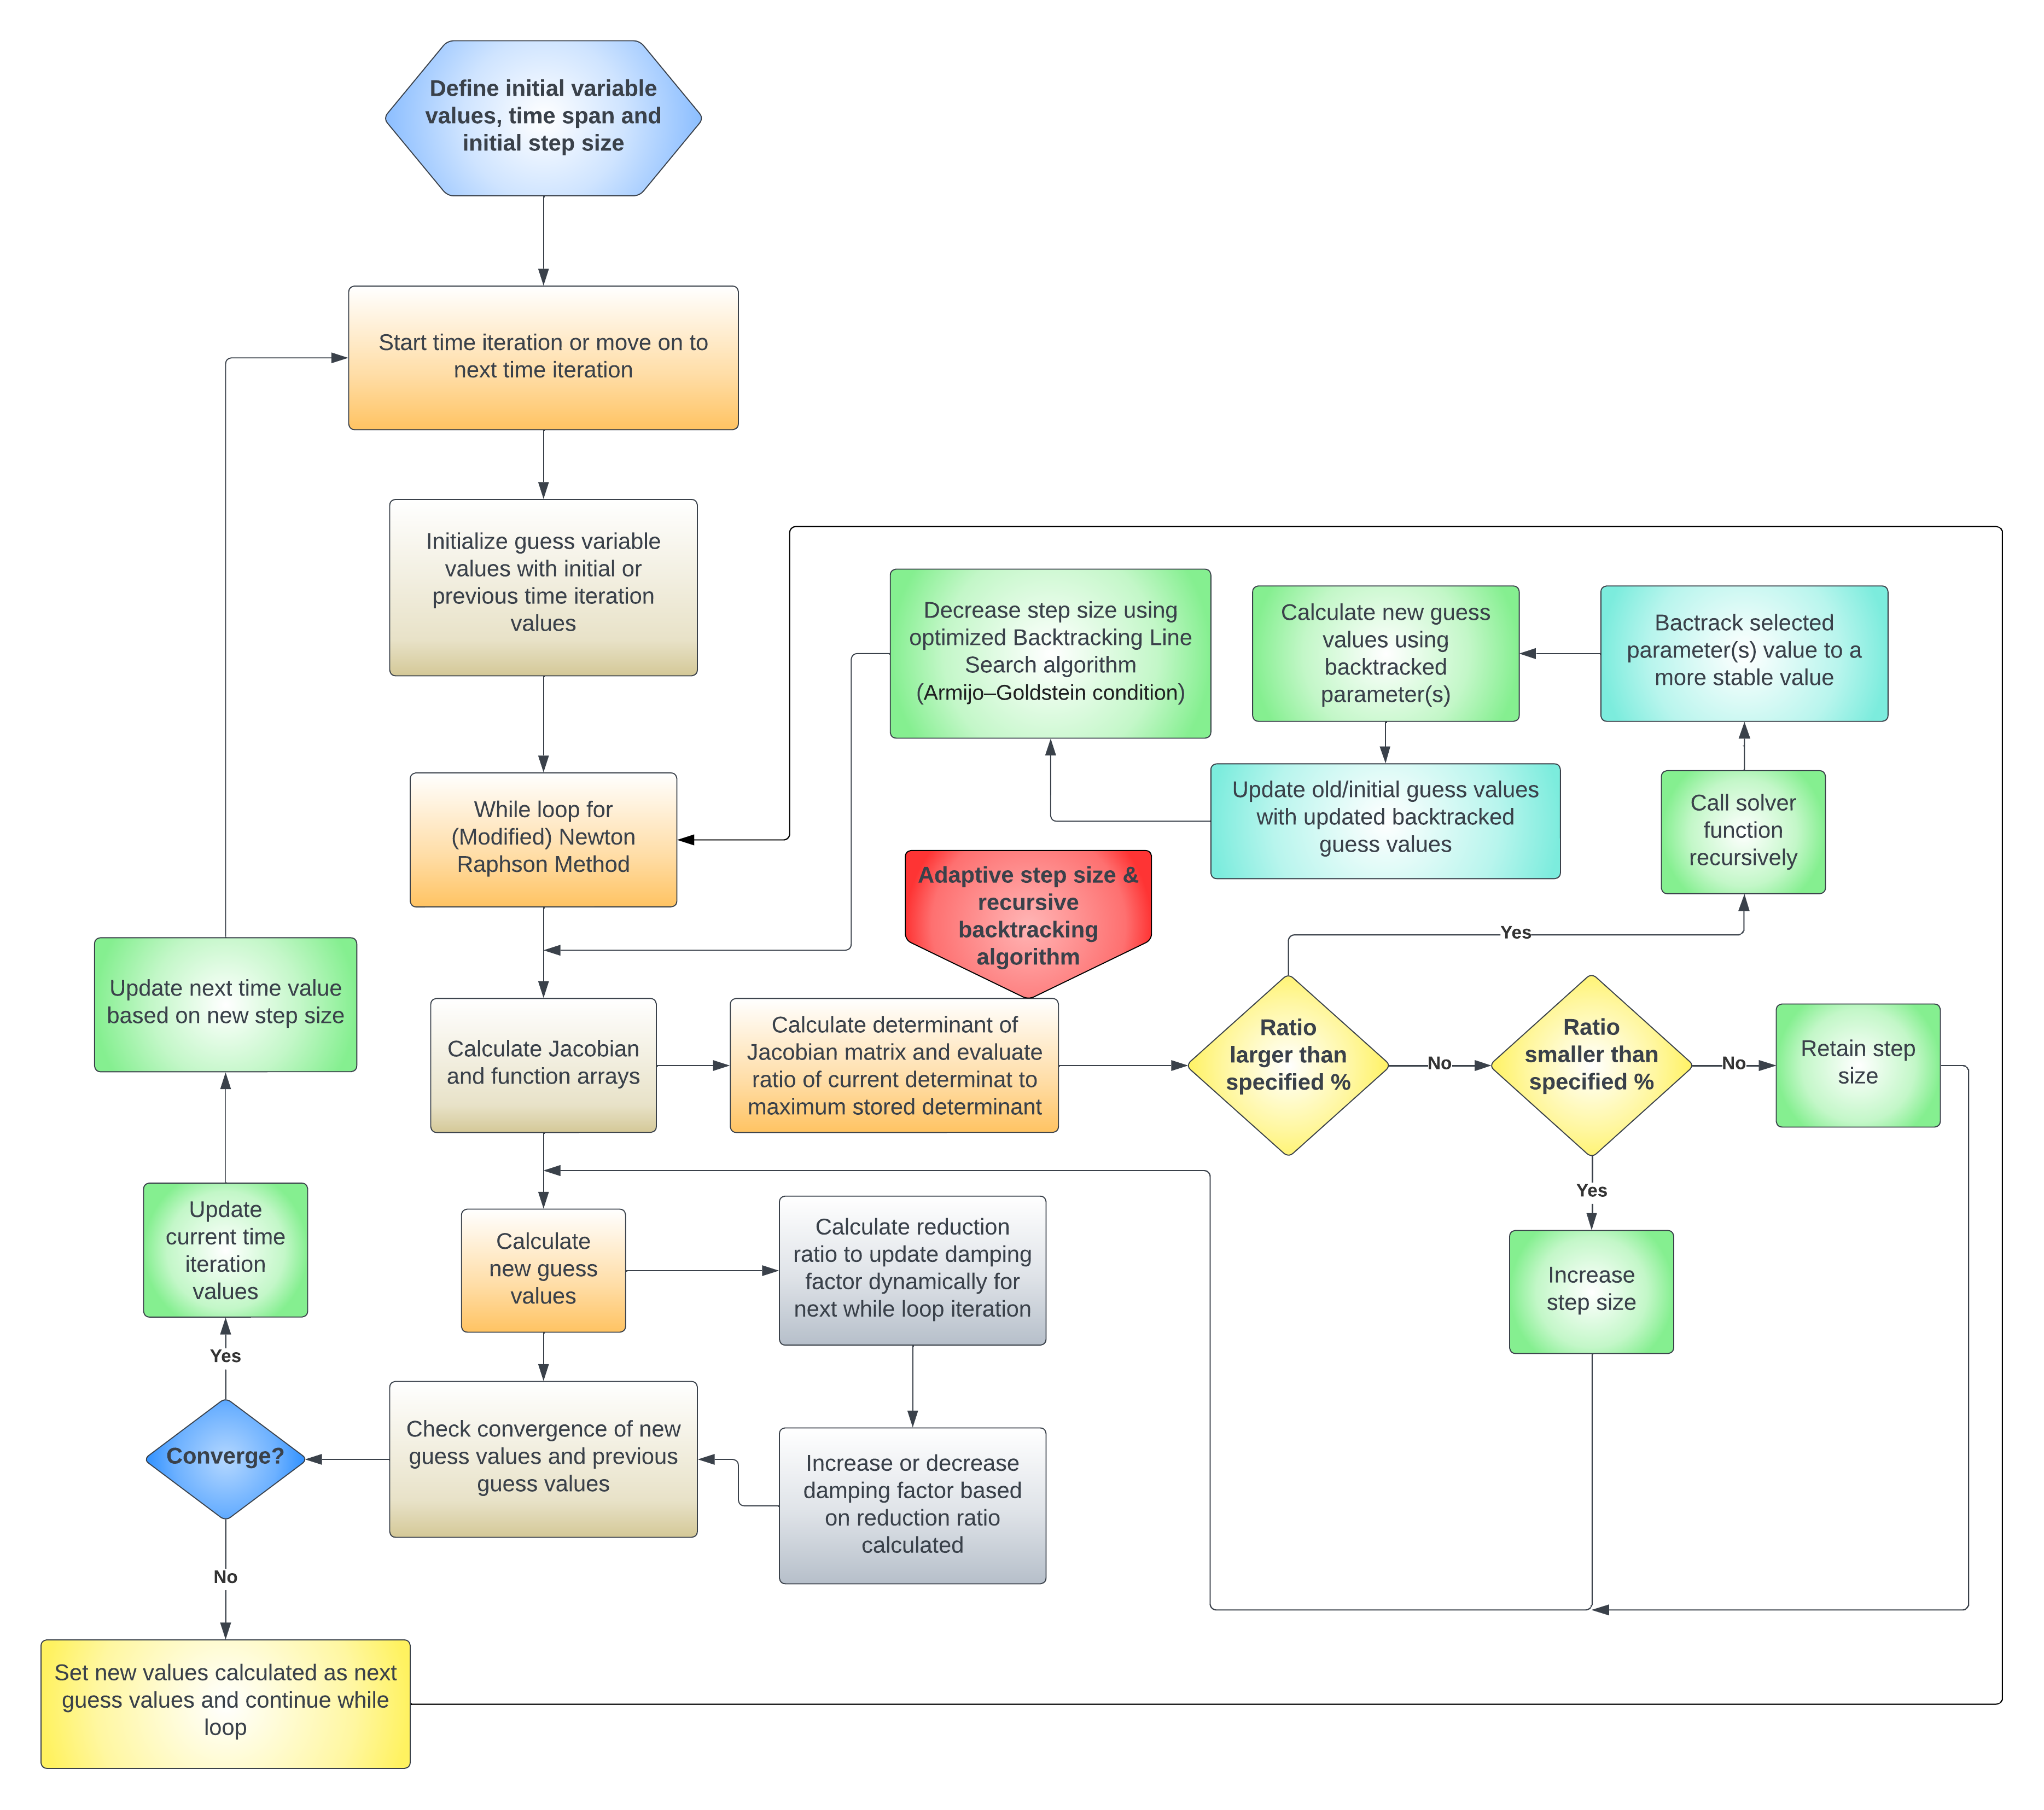 Define initial variable
values, time span and
initial step size
Start time iteration or move on to
next time iteration
Initialize guess variable
values with initial or
previous time iteration
values
Decrease step size using
optimized Backtracking Line
Search algorithm
(Armijo–Goldstein condition)
Calculate new guess
values using
backtracked
parameter(s)
Bactrack selected
parameter(s) value to a
more stable value
While loop for
(Modified) Newton
Raphson Method
Update old/initial guess values
with updated backtracked
guess values
Call solver
function
recursively
Adaptive step size &
recursive
backtracking
algorithm
Yes
Update next time value
based on new step size
Calculate Jacobian
and function arrays
Calculate determinant of
Jacobian matrix and evaluate
ratio of current determinat to
maximum stored determinant
Ratio
larger than
specified %
No
Ratio
smaller than
specified %
No
Retain step
size
Yes
Update
current time
iteration
values
Calculate
new guess
values
Calculate reduction
ratio to update damping
factor dynamically for
next while loop iteration
Increase
step size
Yes
Converge?
Check convergence of new
guess values and previous
guess values
Increase or decrease
damping factor based
on reduction ratio
calculated
No
Set new values calculated as next
guess values and continue while
loop